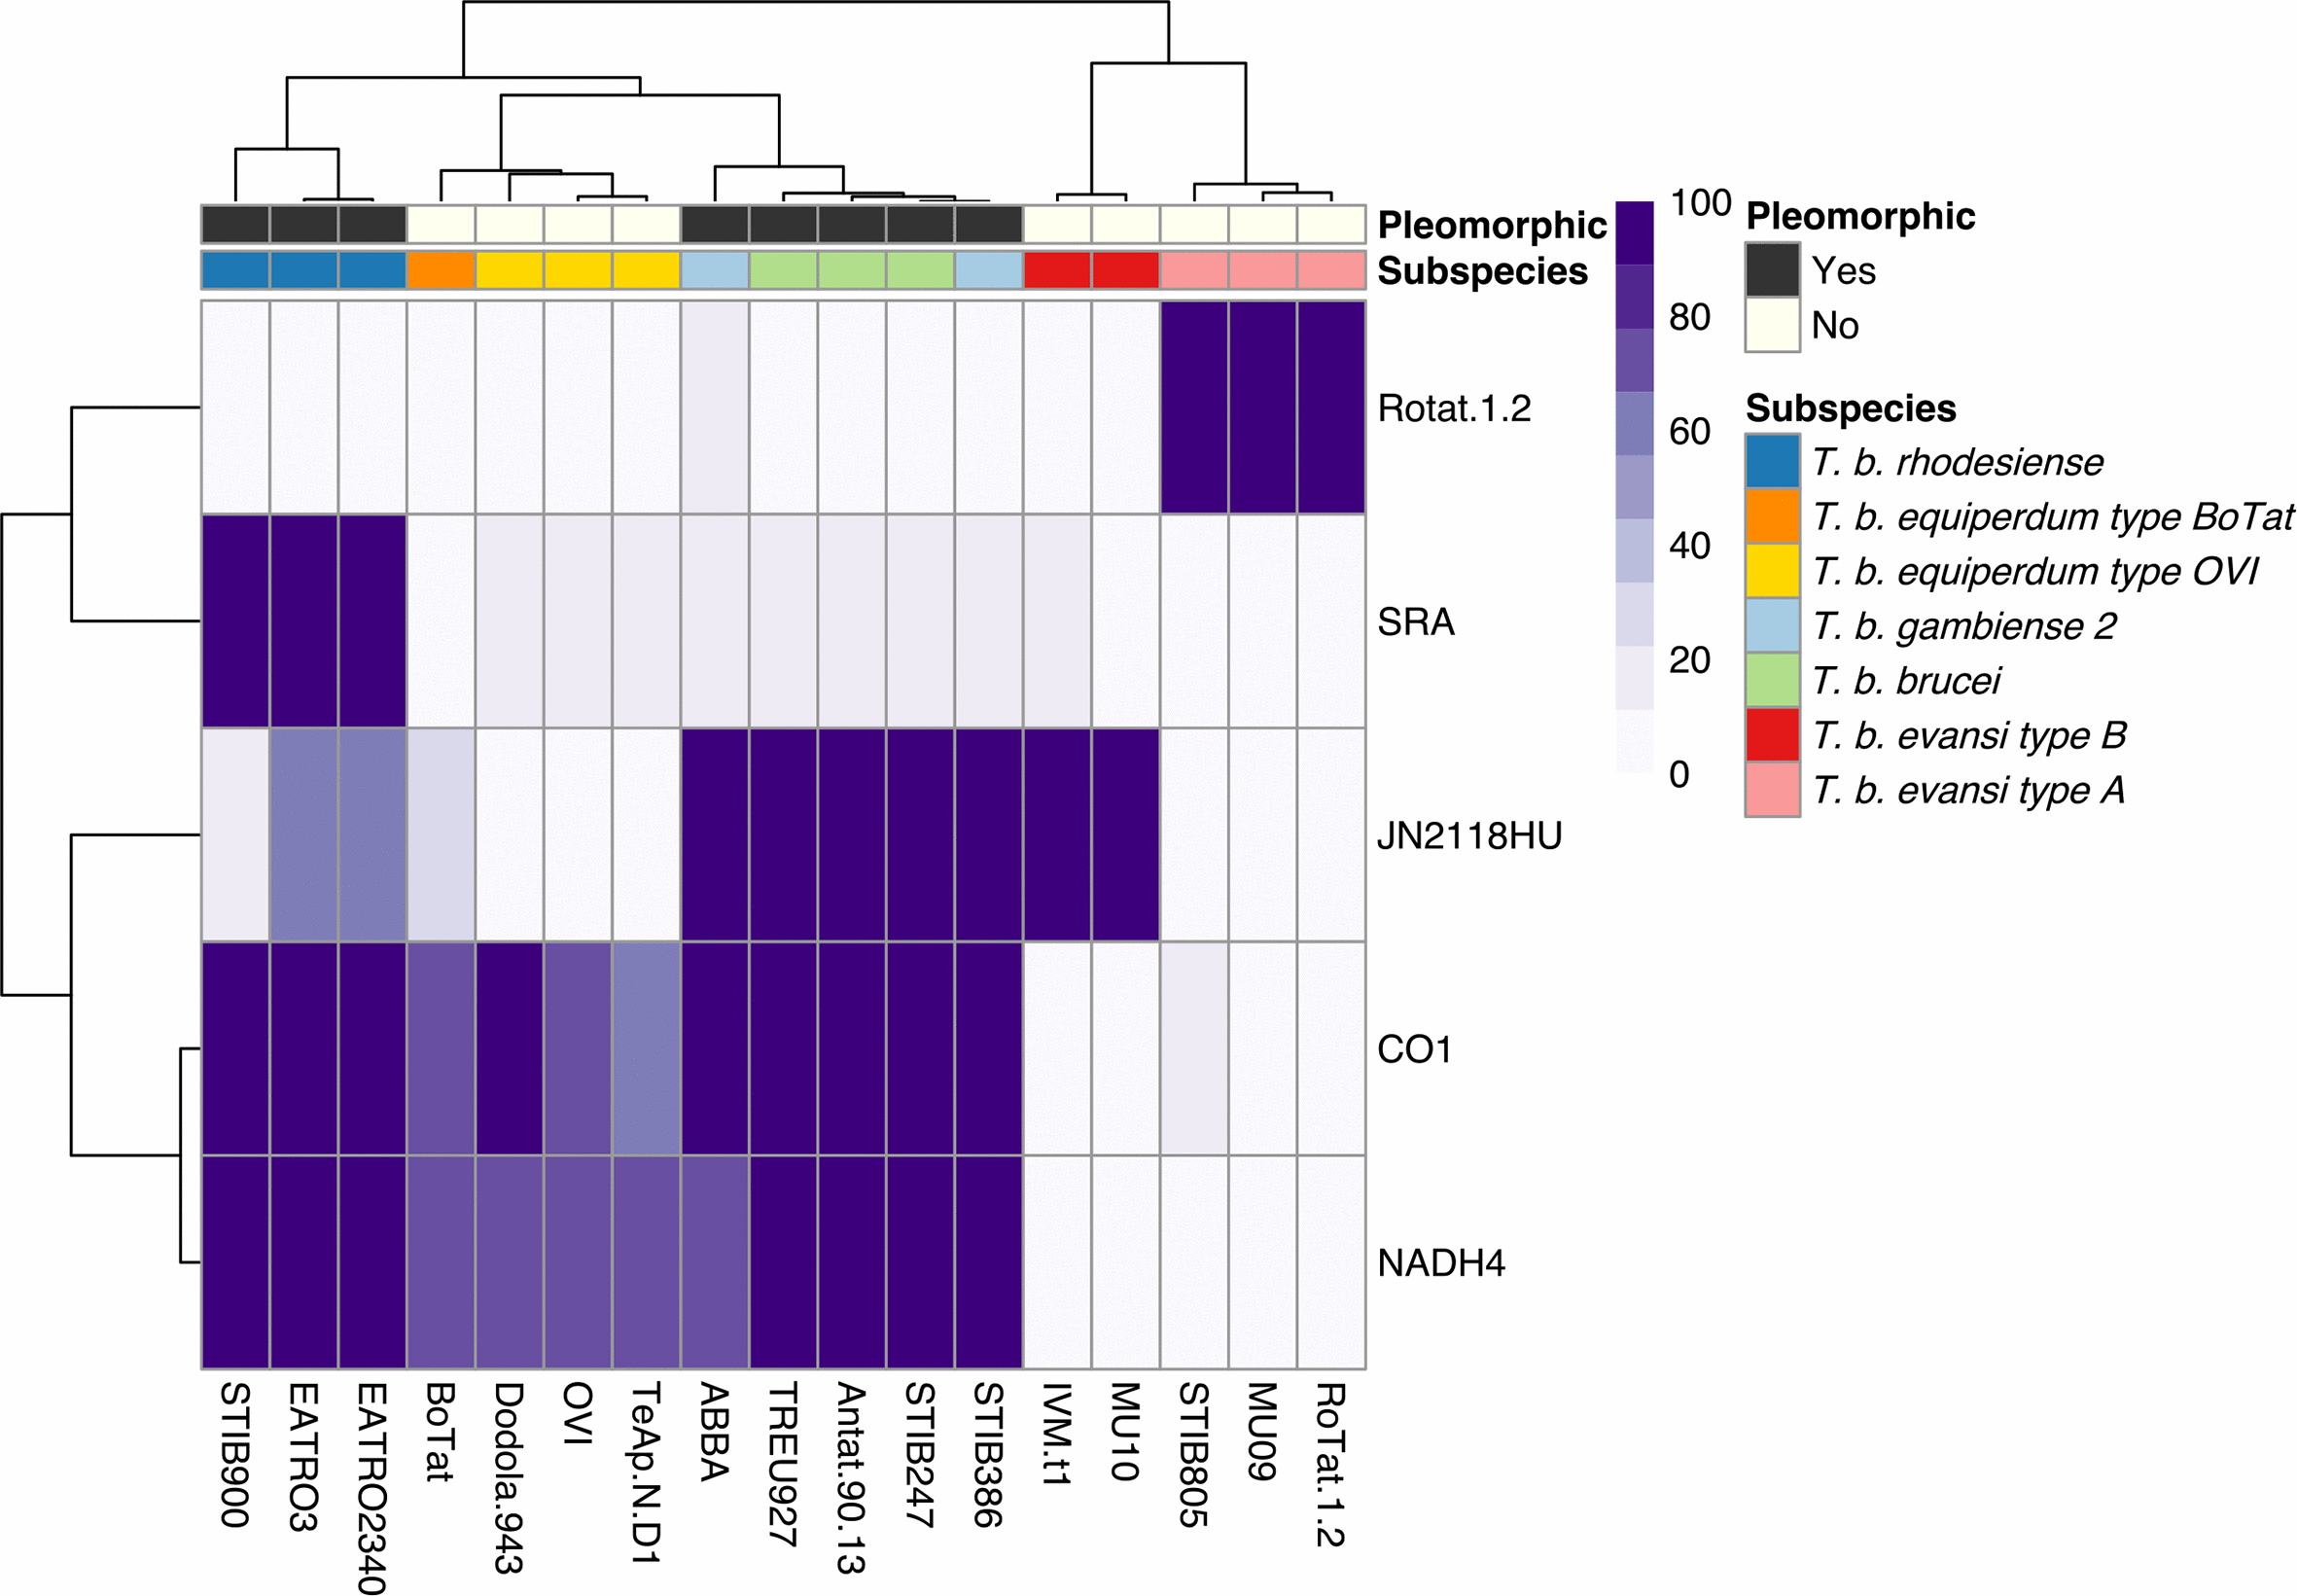 Pleomorphic
Subspecies
Rotat.1.2
SRA
JN2118HU
CO1
NADH4
STIB900
EATRO3
EATRO2340
BoTat
Dodola.943
OVI
TeAp.N.D1
ABBA
TREU927
Antat.90.13
STIB247
STIB386
IVM.t1
MU10
STIB805
MU09
RoTat.1.2
100
80
60
40
20
0
Pleomorphic
Yes
No
Subspecies
T. b. rhodesiense
T. b. equiperdum type BoTat
T. b. equiperdum type OVI
T. b. gambiense 2
T. b. brucei
T. b. evansi type B
T. b. evansi type A